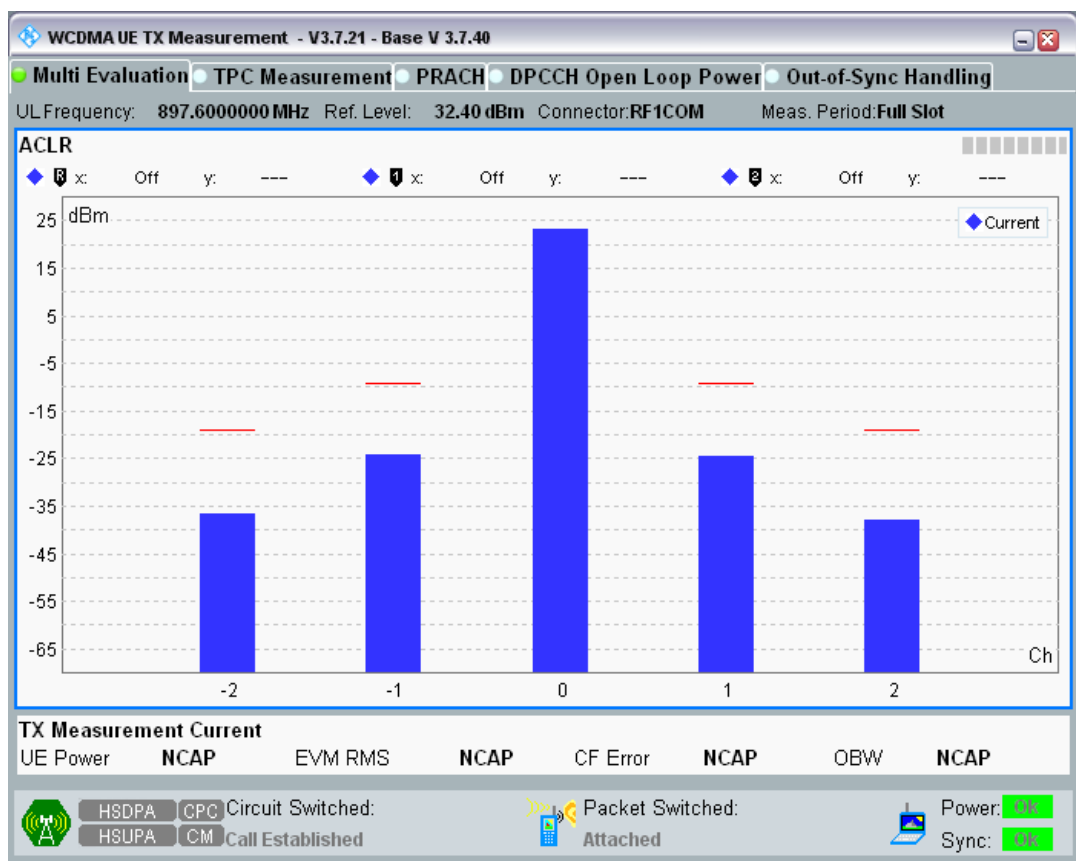 WCDMA UE TX Measurement - V3.7.21 - Base V 3.7.40
Multi Evaluation TPC Measurement PRACH DPCCH Open Loop Power Out-of-Sync Handling
UL Frequency: 897.6000000 MHz Ref. Level: 32.40 dBm Connector:RF1COM Meas. Period:Full Slot
ACLR
R x: Off y: --- 1 x: Off y: --- 2 x: Off y: ---
25 dBm Current
15
5
-5
-15
-25
-35
-45
-55
-65 Ch
-2 -1 0 1 2
TX Measurement Current
UE Power NCAP EVM RMS NCAP CF Error NCAP OBW NCAP
HSDPA CPC Circuit Switched: Packet Switched: Power: Ok
HSUPA CM Call Established Attached Sync: Ok